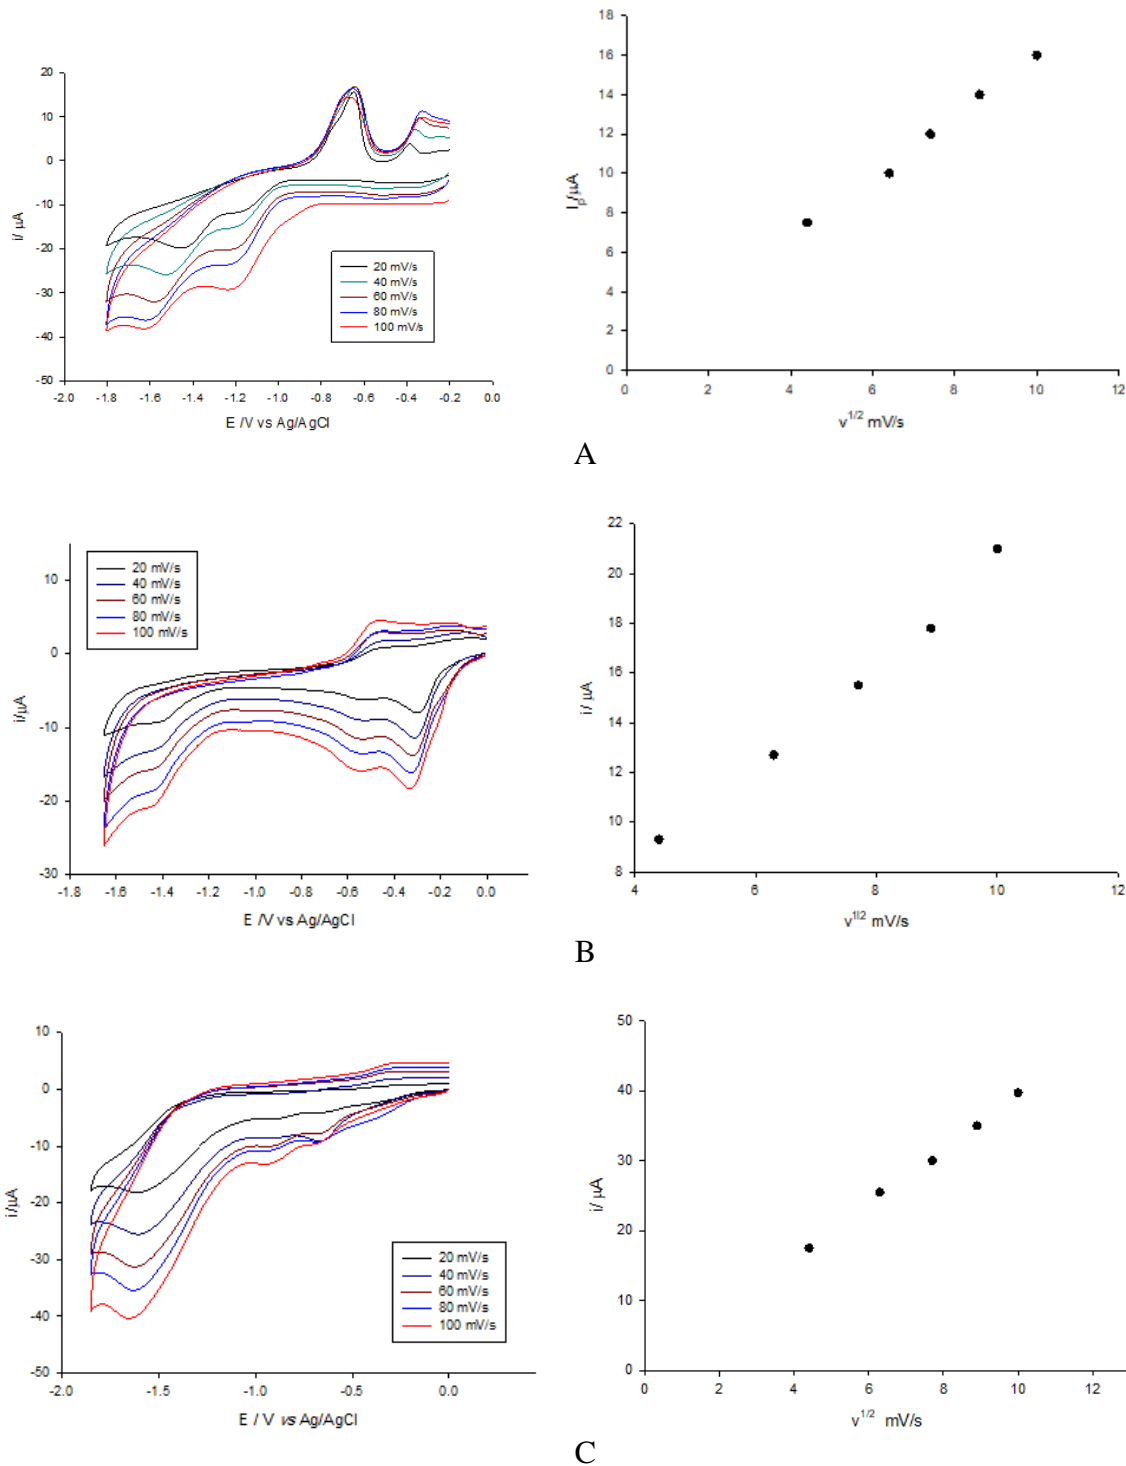 20
10
0
-10
-20
-30
-40
-50
i/ µA
-2.0 -1.8 -1.6 -1.4 -1.2 -1.0 -0.8 -0.6 -0.4 -0.2 0.0
E /V vs Ag/AgCl
20 mV/s
40 mV/s
60 mV/s
80 mV/s
100 mV/s
18
16
14
12
10
8
6
4
2
0
Ip/µA
0 2 4 6 8 10 12
v1/2 mV/s
A
10
0
-10
-20
-30
i/µA
-1.8 -1.6 -1.4 -1.2 -1.0 -0.8 -0.6 -0.4 -0.2 0.0
E /V vs Ag/AgCl
20 mV/s
40 mV/s
60 mV/s
80 mV/s
100 mV/s
22
20
18
16
14
12
10
8
i/ µA
4 6 8 10 12
v1/2 mV/s
B
10
0
-10
-20
-30
-40
-50
i/µA
-2.0 -1.5 -1.0 -0.5 0.0
E / V vs Ag/AgCl
20 mV/s
40 mV/s
60 mV/s
80 mV/s
100 mV/s
50
40
30
20
10
0
i/ µA
0 2 4 6 8 10 12
v1/2 mV/s
C